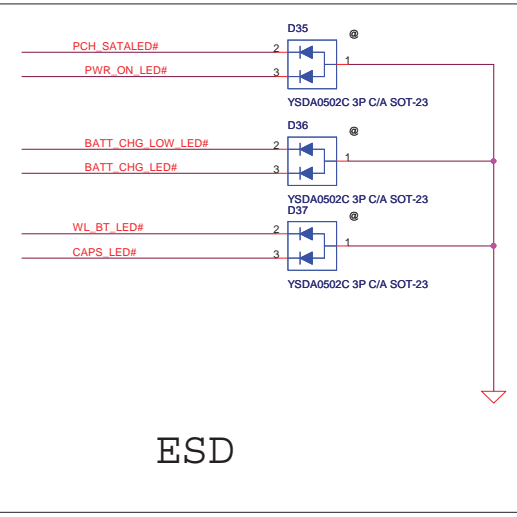 D35
@
PCH_SATALED#
2
1
PWR_ON_LED#
3
YSDA0502C 3P C/A SOT-23
D36
@
BATT_CHG_LOW_LED#
2
1
BATT_CHG_LED#
3
YSDA0502C 3P C/A SOT-23
D37
@
WL_BT_LED#
2
1
CAPS_LED#
3
YSDA0502C 3P C/A SOT-23
ESD